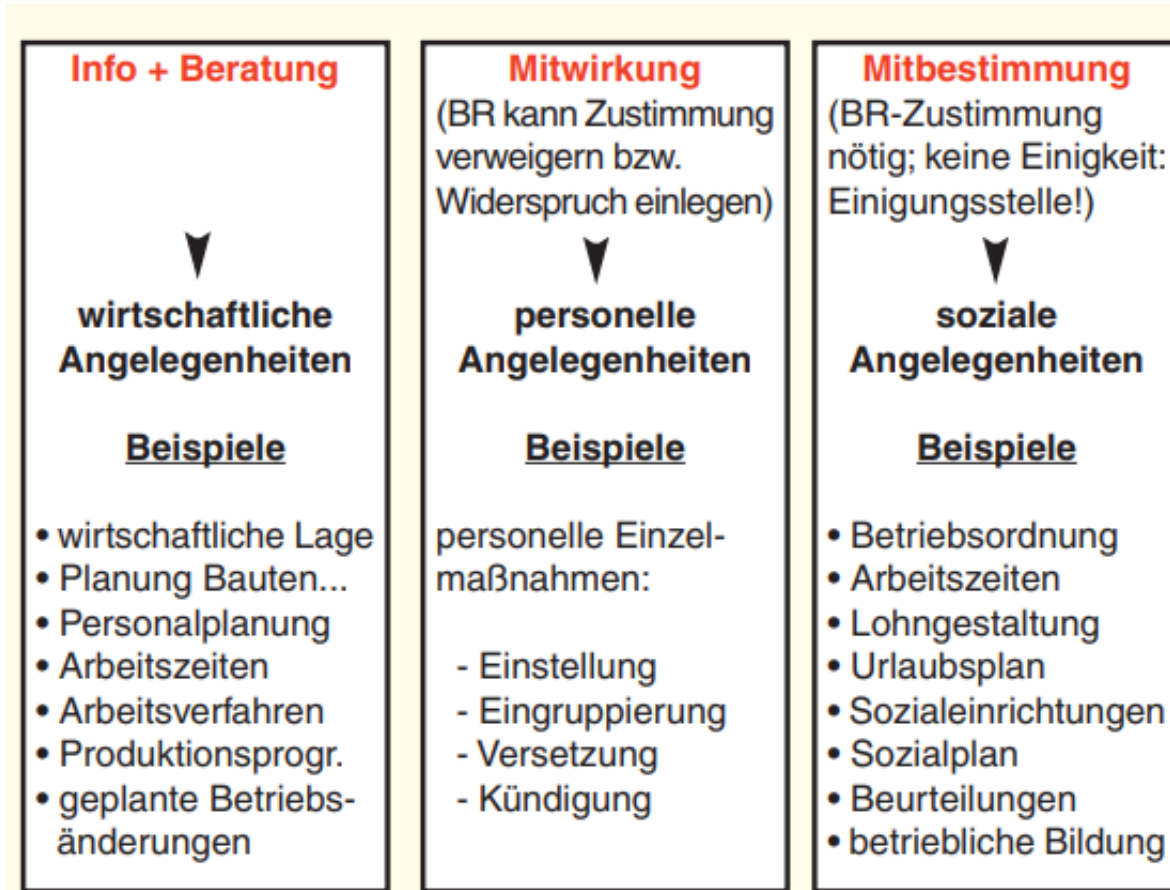 Info + Beratung
wirtschaftliche
Angelegenheiten
Beispiele
• wirtschaftliche Lage
• Planung Bauten...
• Personalplanung
• Arbeitszeiten
• Arbeitsverfahren
• Produktionsprogr.
• geplante Betriebs-
änderungen
Mitwirkung
(BR kann Zustimmung
verweigern bzw.
Widerspruch einlegen)
personelle
Angelegenheiten
Beispiele
personelle Einzel-
maßnahmen:
- Einstellung
- Eingruppierung
- Versetzung
- Kündigung
Mitbestimmung
(BR-Zustimmung
nötig; keine Einigkeit:
Einigungsstelle!)
soziale
Angelegenheiten
Beispiele
• Betriebsordnung
• Arbeitszeiten
• Lohngestaltung
• Urlaubsplan
• Sozialeinrichtungen
• Sozialplan
• Beurteilungen
• betriebliche Bildung